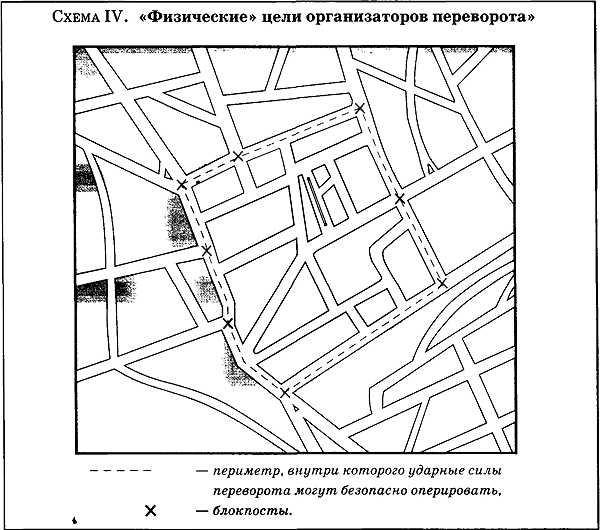 Схема IV. «Физические» цели организаторов переворота»
— периметр, внутри которого ударные силы
переворота могут безопасно оперировать,
— блокпосты.